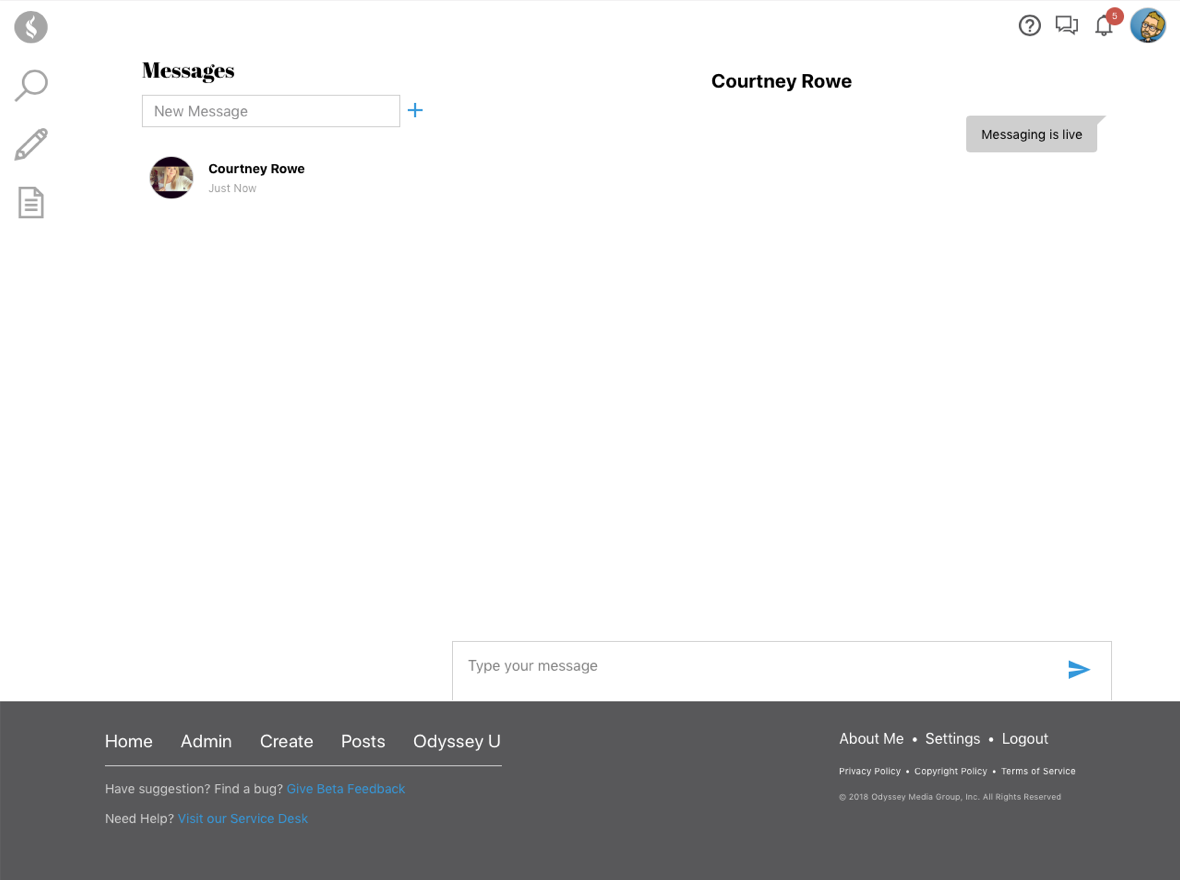 5
Messages
New Message
Courtney Rowe
Just Now
Courtney Rowe
Messaging is live
Type your message
Home Admin Create Posts Odyssey U
Have suggestion? Find a bug? Give Beta Feedback
Need Help? Visit our Service Desk
About Me • Settings • Logout
Privacy Policy • Copyright Policy • Terms of Service
© 2018 Odyssey Media Group, Inc. All Rights Reserved